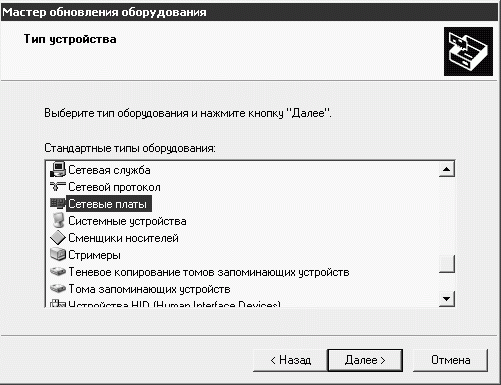 Мастер обновления оборудования
Тип устройства
Выберите тип оборудования и нажмите кнопку "Далее".
Стандартные типы оборудования:
Сетевая служба
Сетевой протокол
Сетевые платы
Системные устройства
Сменщики носителей
Стримеры
Теневое копирование томов запоминающих устройств
Тома запоминающих устройств
Устройства HID (Human Interface Devices)
< Назад
Далее >
Отмена